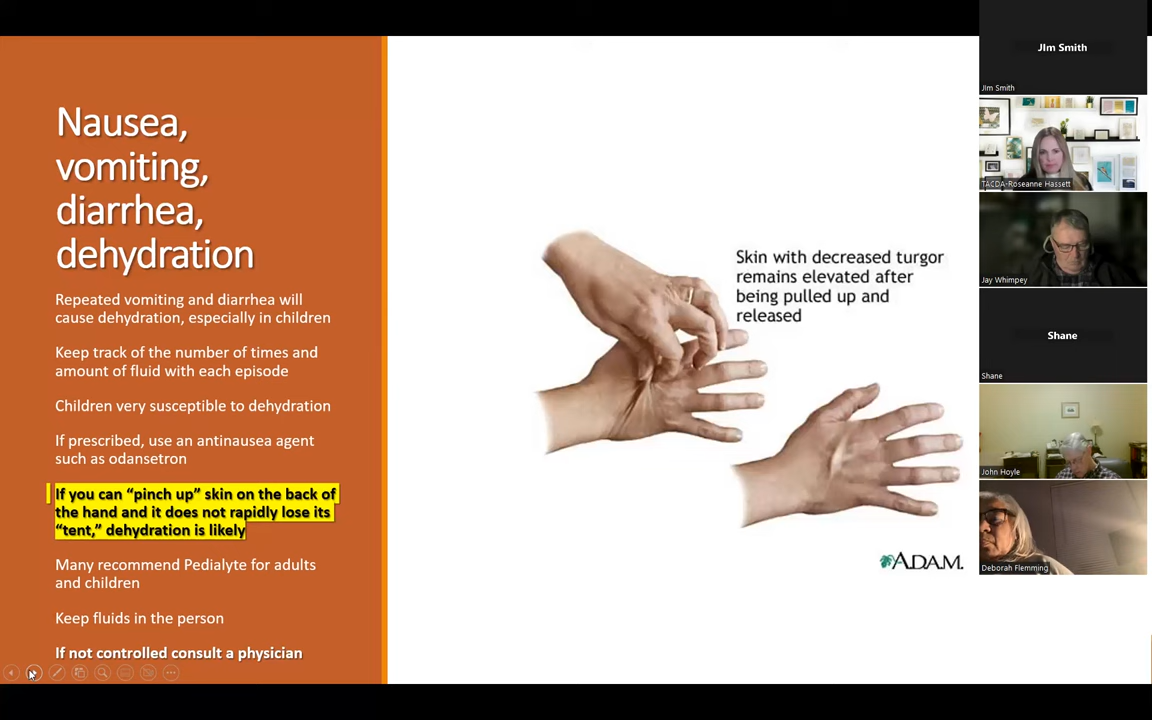 Nausea,
vomiting,
diarrhea,
dehydration
Repeated vomiting and diarrhea will
cause dehydration, especially in children
Keep track of the number of times and
amount of fluid with each episode
Children very susceptible to dehydration
If prescribed, use an antinausea agent
such as odansetron
If you can “pinch up” skin on the back of
the hand and it does not rapidly lose its
“tent,” dehydration is likely
Many recommend Pedialyte for adults
and children
Keep fluids in the person
If not controlled consult a physician
Skin with decreased turgor
remains elevated after
being pulled up and
released
A.D.A.M.
JIm Smith
JIm Smith
TACDA-Roseanne Hassett
Jay Whimpey
Shane
Shane
John Hoyle
Deborah Flemming